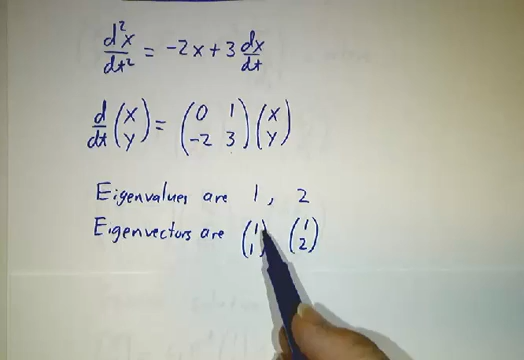 d²x/dt² = -2x + 3 dx/dt
d/dt (x y) = (0 1 -2 3) (x y)
Eigenvalues are 1, 2
Eigenvectors are (1 1) (1 2)